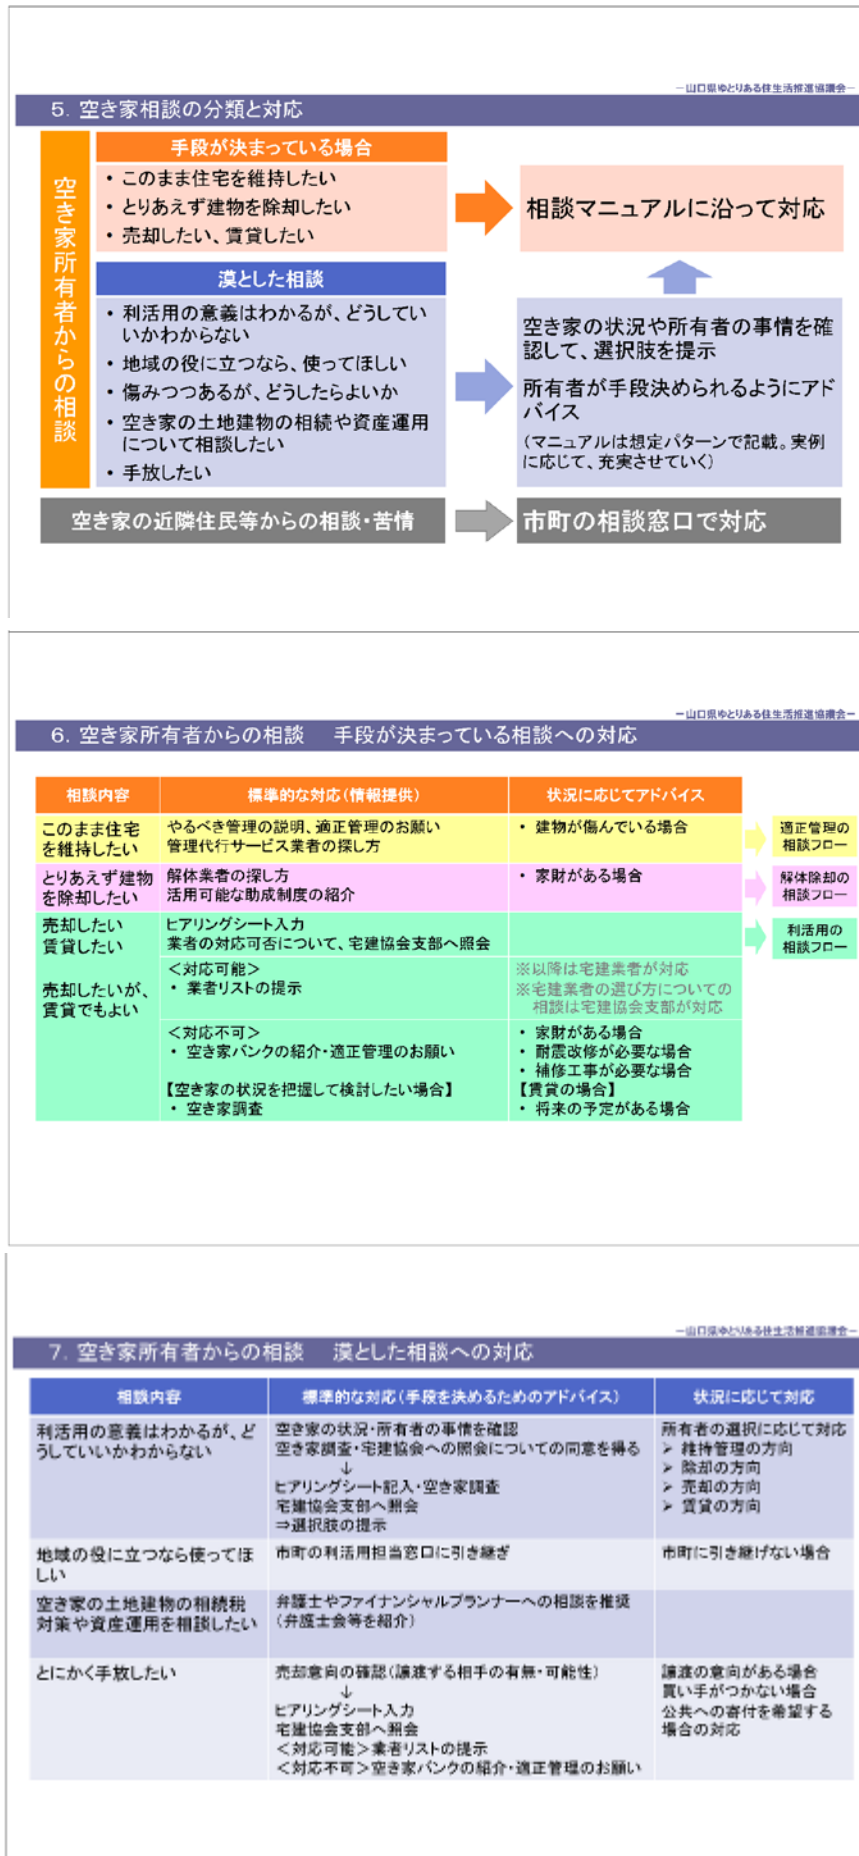 －山口県ゆとりある住生活推進協議会－
5．空き家相談の分類と対応
空き家所有者からの相談
手段が決まっている場合
・ このまま住宅を維持したい
・ とりあえず建物を除却したい
・ 売却したい、賃貸したい
相談マニュアルに沿って対応
漠とした相談
・ 利活用の意義はわかるが、どうしてい
いかわからない
・ 地域の役に立つなら、使ってほしい
・ 傷みつつあるが、どうしたらよいか
・ 空き家の土地建物の相続や資産運用
について相談したい
・ 手放したい
空き家の状況や所有者の事情を確
認して、選択肢を提示
所有者が手段決められるようにアド
バイス
（マニュアルは想定パターンで記載。実例
に応じて、充実させていく）
空き家の近隣住民等からの相談・苦情
市町の相談窓口で対応
－山口県ゆとりある住生活推進協議会－
6．空き家所有者からの相談　手段が決まっている相談への対応
相談内容
標準的な対応（情報提供）
状況に応じてアドバイス
このまま住宅
を維持したい
やるべき管理の説明、適正管理のお願い
管理代行サービス業者の探し方
・ 建物が傷んでいる場合
適正管理の
相談フロー
とりあえず建物
を除却したい
解体業者の探し方
活用可能な助成制度の紹介
・ 家財がある場合
解体除却の
相談フロー
売却したい
賃貸したい
売却したいが、
賃貸でもよい
ヒアリングシート入力
業者の対応可否について、宅建協会支部へ照会
利活用の
相談フロー
＜対応可能＞
・ 業者リストの提示
※以降は宅建業者が対応
※宅建業者の選び方についての
相談は宅建協会支部が対応
＜対応不可＞
・ 空き家バンクの紹介・適正管理のお願い
【空き家の状況を把握して検討したい場合】
・ 空き家調査
・ 家財がある場合
・ 耐震改修が必要な場合
・ 補修工事が必要な場合
【賃貸の場合】
・ 将来の予定がある場合
－山口県ゆとりある住生活推進協議会－
7．空き家所有者からの相談　漠とした相談への対応
相談内容
標準的な対応（手段を決めるためのアドバイス）
状況に応じて対応
利活用の意義はわかるが、ど
うしていいかわからない
空き家の状況・所有者の事情を確認
空き家調査・宅建協会への照会についての同意を得る
↓
ヒアリングシート記入・空き家調査
宅建協会支部へ照会
⇒選択肢の提示
所有者の選択に応じて対応
➢ 維持管理の方向
➢ 除却の方向
➢ 売却の方向
➢ 賃貸の方向
地域の役に立つなら使ってほ
しい
市町の利活用担当窓口に引き継ぎ
市町に引き継げない場合
空き家の土地建物の相続税
対策や資産運用を相談したい
弁護士やファイナンシャルプランナーへの相談を推奨
（弁護士会等を紹介）
とにかく手放したい
売却意向の確認（譲渡する相手の有無・可能性）
↓
ヒアリングシート入力
宅建協会支部へ照会
＜対応可能＞業者リストの提示
＜対応不可＞空き家バンクの紹介・適正管理のお願い
譲渡の意向がある場合
買い手がつかない場合
公共への寄付を希望する
場合の対応